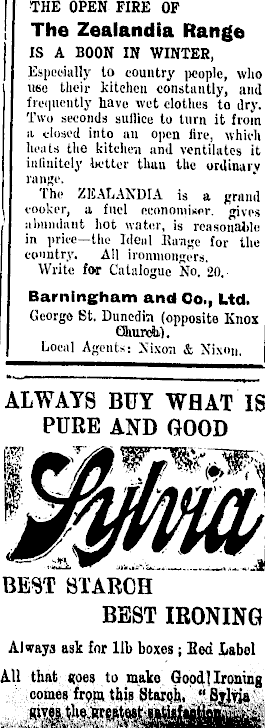 THE OPEN FIRE OF
The Zealandia Range
IS A BOON IN WINTER,
Especially to country people, who
use their kitchen constantly, and
frequently have wet clothes to dry.
Two seconds suffice to turn it from
a closed into an open fire, which
heats the kitchen and ventilates it
infinitely better than the ordinary
range.
The ZEALANDIA is a grand
cooker, a fuel economiser, gives
abundant hot water, is reasonable
in price—the Ideal Range for the
country. All ironmongers.
Write for Catalogue No. 20.
Barningham and Co., Ltd.
George St. Dunedin (opposite Knox
Church).
Local Agents: Nixon & Nixon.
ALWAYS BUY WHAT IS
PURE AND GOOD
Sylvia
BEST STARCH
BEST IRONING
Always ask for 1lb boxes ; Red Label
All that goes to make Good Ironing
comes from this Starch. "Sylvia
gives the greatest satisfaction